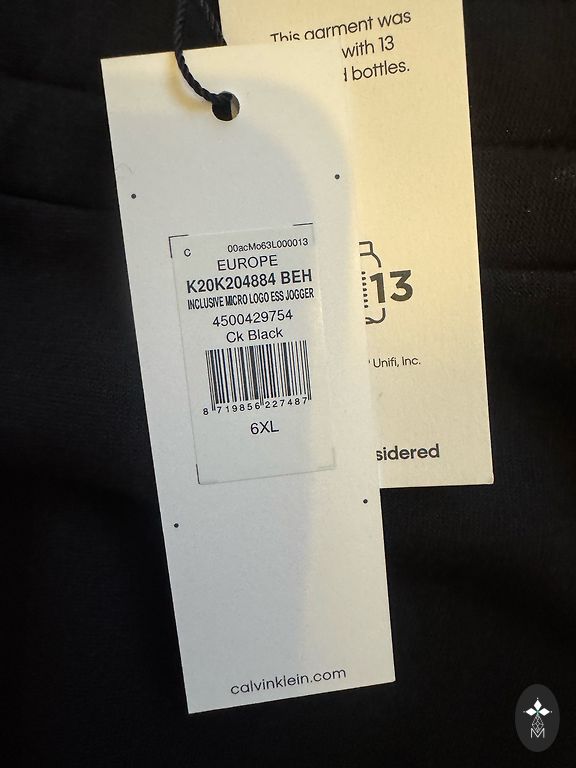 This garment was
with 13
bottles.
C 00acMo63L000013
EUROPE
K20K204884 BEH
INCLUSIVE MICRO LOGO ESS JOGGER
4500429754
Ck Black
8 719856 227487
6XL
13
Unifi, Inc.
sidered
calvinklein.com
M